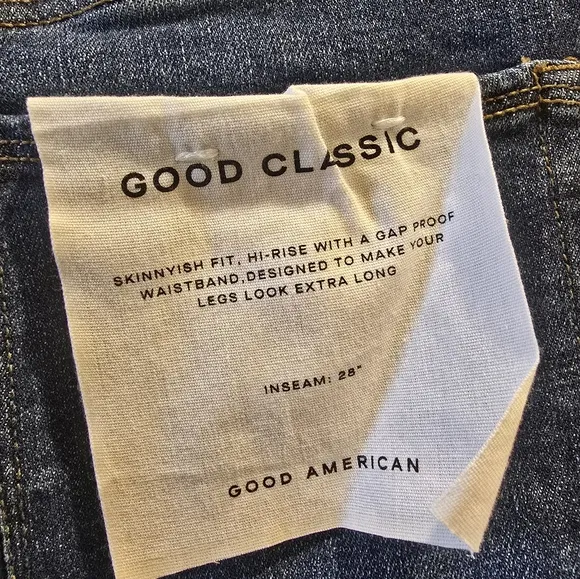 GOOD CLASSIC
SKINNYISH FIT, HI-RISE WITH A GAP PROOF
WAISTBAND,DESIGNED TO MAKE YOUR
LEGS LOOK EXTRA LONG
INSEAM: 28"
GOOD AMERICAN